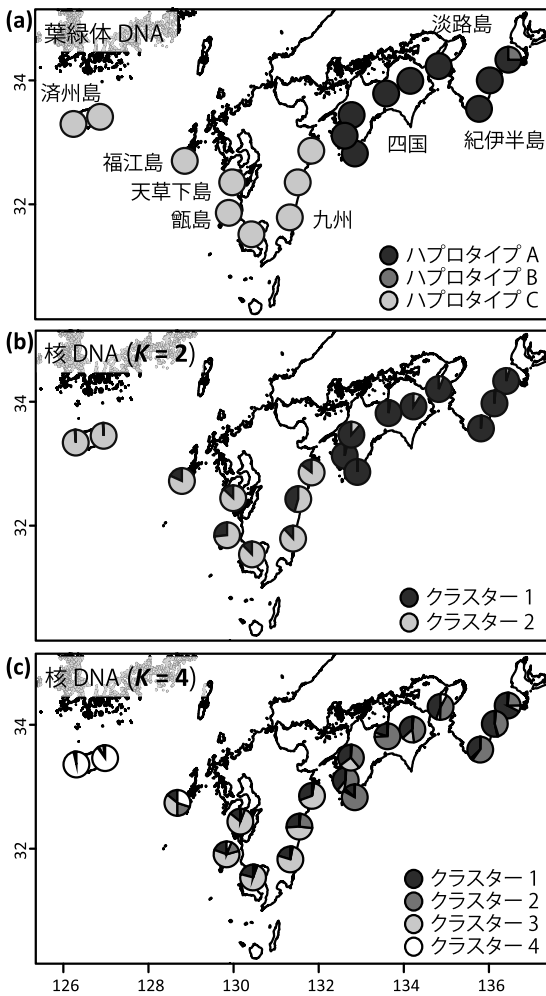 (a)
葉緑体 DNA
淡路島
34
済州島
四国
紀伊半島
福江島
天草下島
32
甑島
九州
ハプロタイプ A
ハプロタイプ B
ハプロタイプ C
(b)
核 DNA (K = 2)
34
32
クラスター 1
クラスター 2
(c)
核 DNA (K = 4)
34
32
クラスター 1
クラスター 2
クラスター 3
クラスター 4
126 128 130 132 134 136